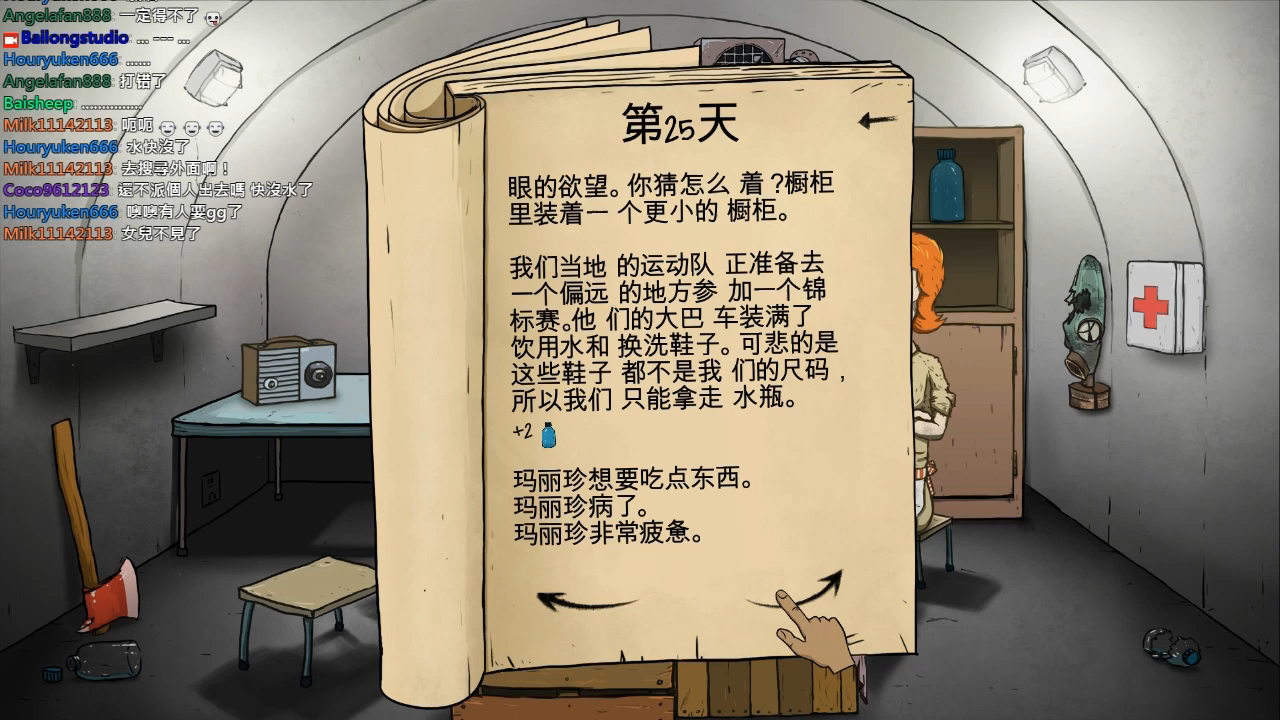 Angelafan888: 一定得不了
Bailongstudio: ... --- ...
Houryuken666: ......
Angelafan888: 打错了
Baisheep: ...............
Milk11142113: 呃呃
Houryuken666: 水快沒了
Milk11142113: 去搜尋外面啊！
Coco9612123: 還不派個人出去嗎 快沒水了
Houryuken666: 噢噢有人要gg了
Milk11142113: 女兒不見了
第25天
眼的欲望。你猜怎么 着？橱柜
里装着一 个更小的 橱柜。
我们当地 的运动队 正准备去
一个偏远 的地方参 加一个锦
标赛。他 们的大巴 车装满了
饮用水和 换洗鞋子。可悲的是
这些鞋子 都不是我 们的尺码，
所以我们 只能拿走 水瓶。
+2
玛丽珍想要吃点东西。
玛丽珍病了。
玛丽珍非常疲惫。